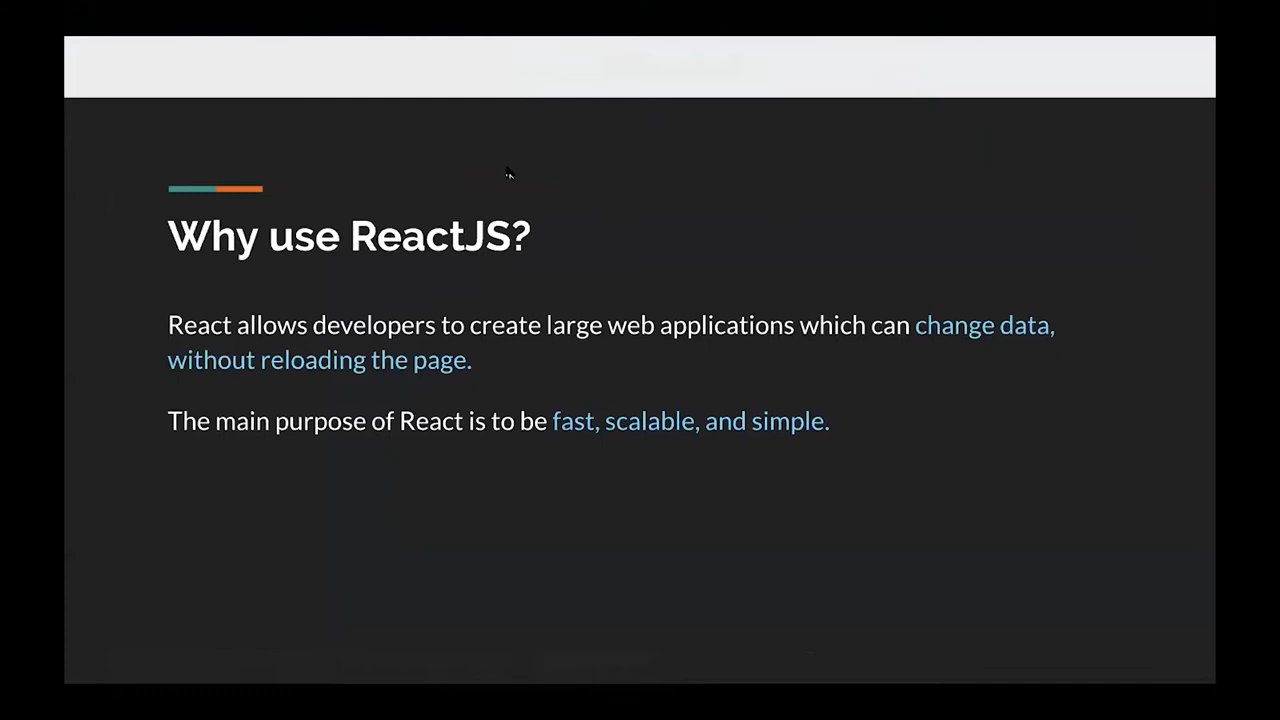 Why use ReactJS?
React allows developers to create large web applications which can change data,
without reloading the page.
The main purpose of React is to be fast, scalable, and simple.